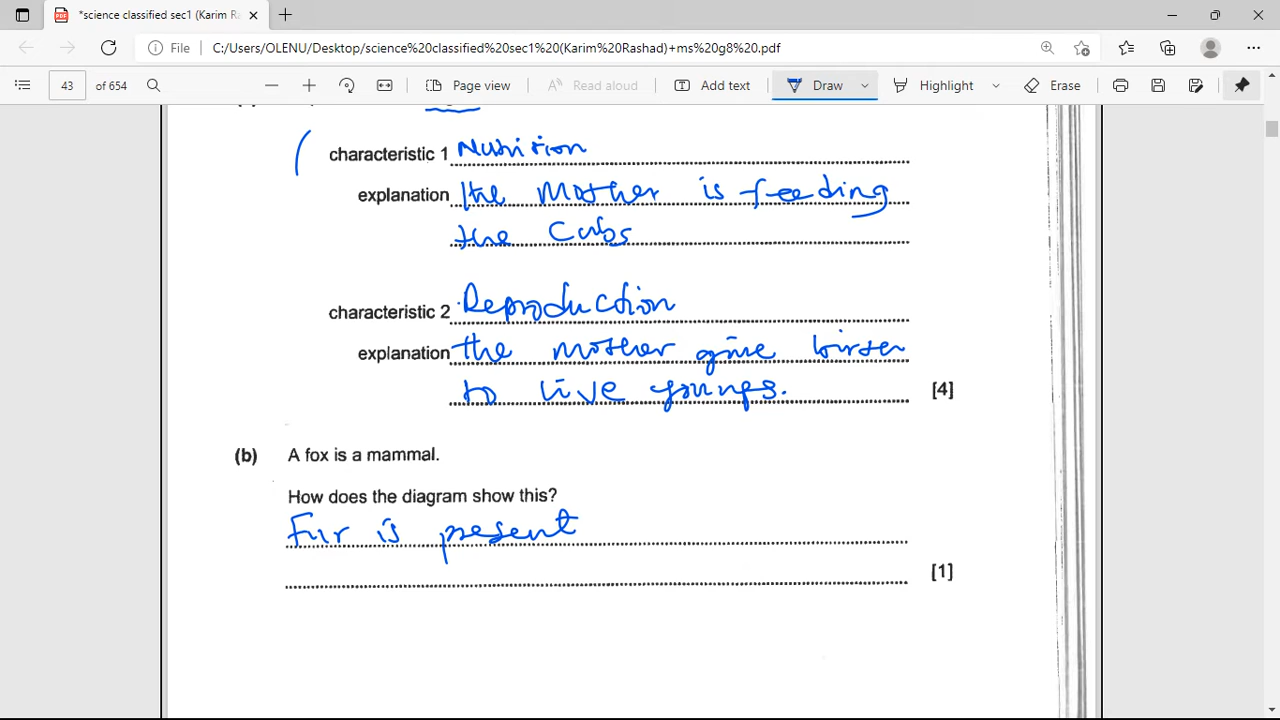 *science classified sec1 (Karim Ra
File C:/Users/OLENU/Desktop/science%20classified%20sec1%20(Karim%20Rashad)+ms%20g8%20.pdf
43 of 654 Page view Read aloud Add text Draw Highlight Erase
characteristic 1 Nutrition
explanation the Mother is feeding
the Cubs
characteristic 2 Reproduction
explanation the mother give birth
to live youngs. [4]
(b) A fox is a mammal.
How does the diagram show this?
Fur is present
[1]